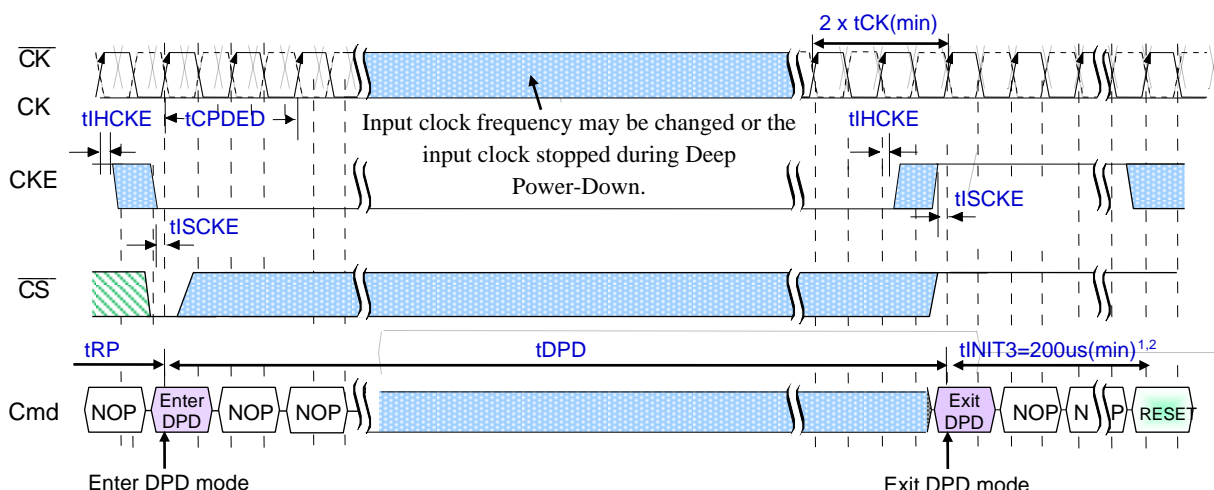 2 x tCK(min)
CK
CK
tIHCKE
tCPDED
Input clock frequency may be changed or the
input clock stopped during Deep
Power-Down.
tIHCKE
CKE
tISCKE
tISCKE
CS
tRP
tDPD
tINIT3=200us(min)1,2
Cmd
NOP
Enter
DPD
NOP
NOP
Exit
DPD
NOP
N
P
RESET
Enter DPD mode
Exit DPD mode